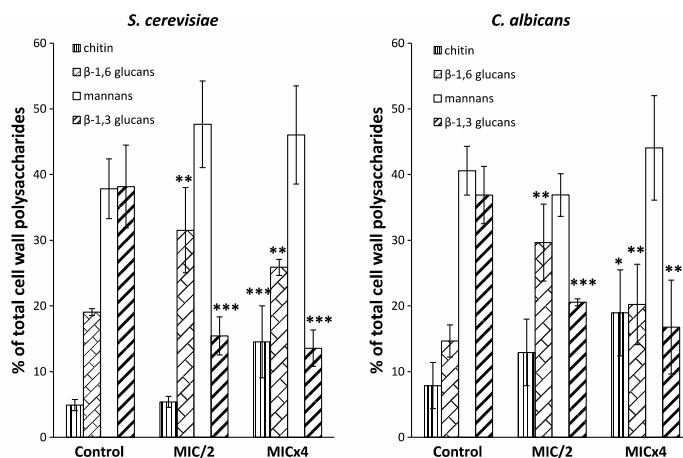 S. cerevisiae
% of total cell wall polysaccharides
60
50
40
30
20
10
0
chitin
β-1,6 glucans
mannans
β-1,3 glucans
**
***
***
**
***
Control
MIC/2
MICx4
C. albicans
% of total cell wall polysaccharides
60
50
40
30
20
10
0
chitin
β-1,6 glucans
mannans
β-1,3 glucans
**
***
*
**
**
Control
MIC/2
MICx4